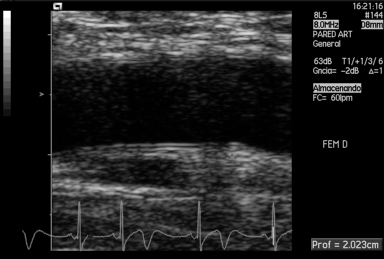 16:21:16
8L5 #144
8.0MHz 38mm
PARED ART
General
63dB T1/+1/3/ 6
Gncia= -2dB Δ=1
Almacenando
FC= 60lpm
FEM D
Prof = 2.023cm